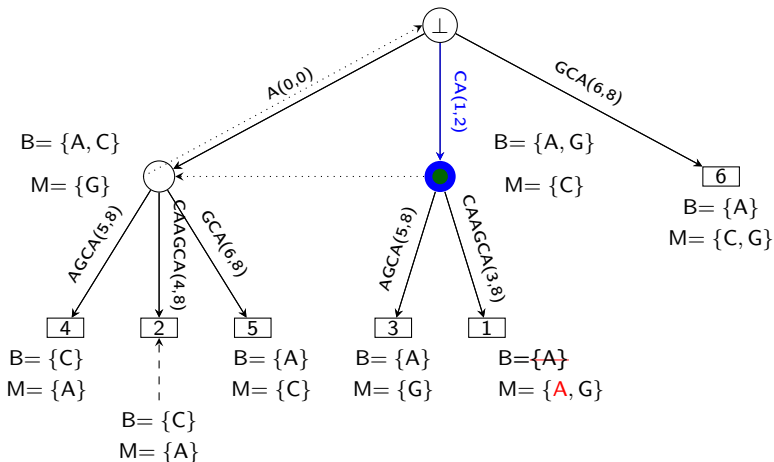 ⊥
A(0,0)
CA(1,2)
GCA(6,8)
B= {A, C}
M= {G}
B= {A, G}
M= {C}
6
B= {A}
M= {C, G}
AGCA(5,8)
CAAGCA(4,8)
GCA(6,8)
AGCA(5,8)
CAAGCA(3,8)
4
2
5
3
1
B= {C}
M= {A}
B= {A}
M= {C}
B= {A}
M= {G}
B={A}
M= {A, G}
B= {C}
M= {A}